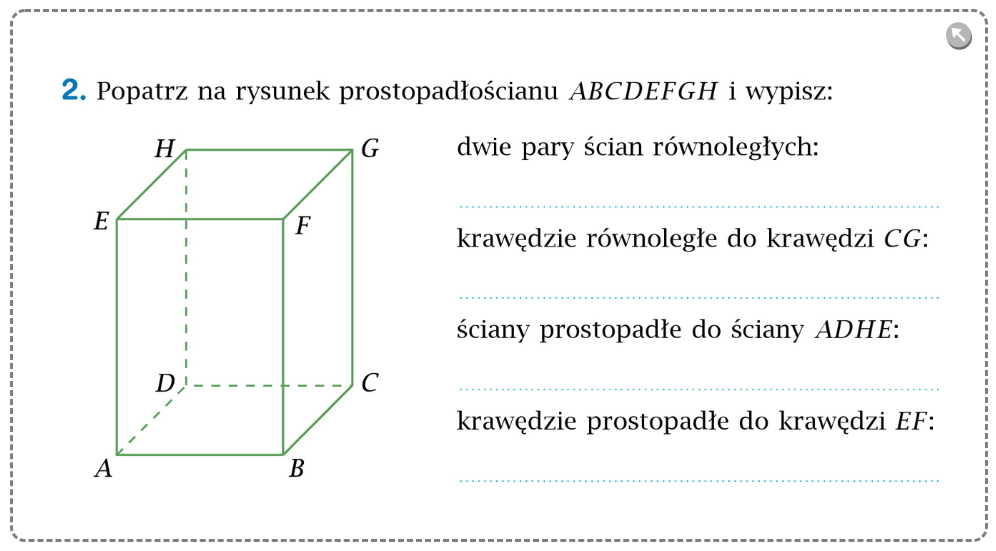 2. Popatrz na rysunek prostopadłościanu ABCDEFGH i wypisz:
H
G
E
F
D
C
A
B
dwie pary ścian równoległych:
krawędzie równoległe do krawędzi CG:
ściany prostopadłe do ściany ADHE:
krawędzie prostopadłe do krawędzi EF: